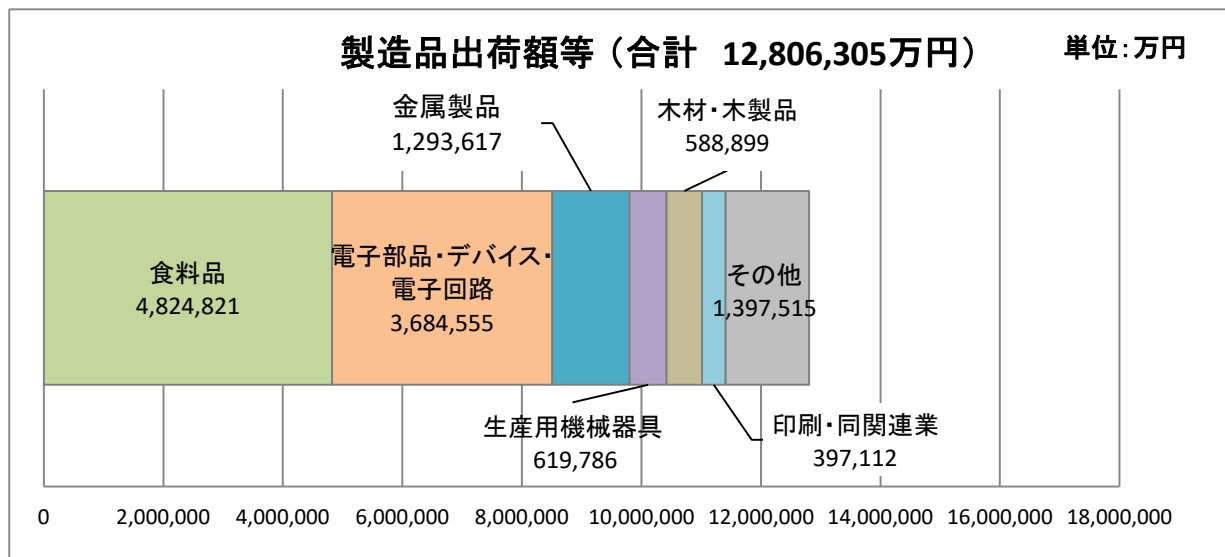 製造品出荷額等（合計 12,806,305万円）
単位：万円
金属製品
1,293,617
木材・木製品
588,899
食料品
4,824,821
電子部品・デバイス・
電子回路
3,684,555
その他
1,397,515
生産用機械器具
619,786
印刷・同関連業
397,112
0 2,000,000 4,000,000 6,000,000 8,000,000 10,000,000 12,000,000 14,000,000 16,000,000 18,000,000